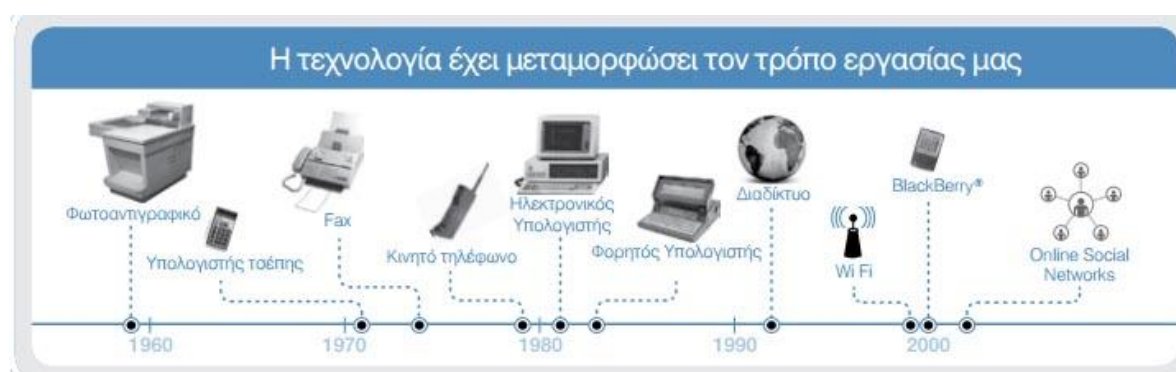 Η τεχνολογία έχει μεταμορφώσει τον τρόπο εργασίας μας
Φωτοαντιγραφικό
Υπολογιστής τσέπης
Fax
Κινητό τηλέφωνο
Ηλεκτρονικός
Υπολογιστής
Φορητός Υπολογιστής
Διαδίκτυο
Wi Fi
BlackBerry®
Online Social
Networks
1960
1970
1980
1990
2000